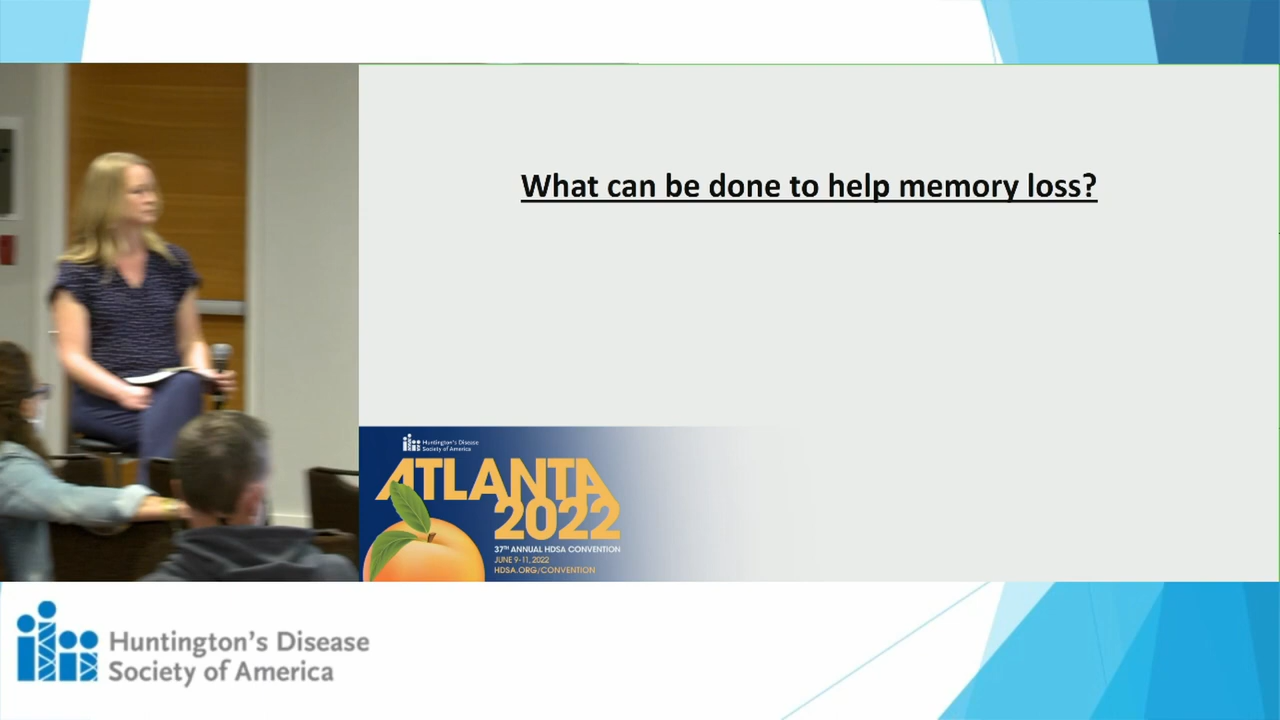 What can be done to help memory loss?
Huntington's Disease
Society of America
ATLANTA
2022
37TH ANNUAL HDSA CONVENTION
JUNE 9-11, 2022
HDSA.ORG/CONVENTION
Huntington's Disease
Society of America